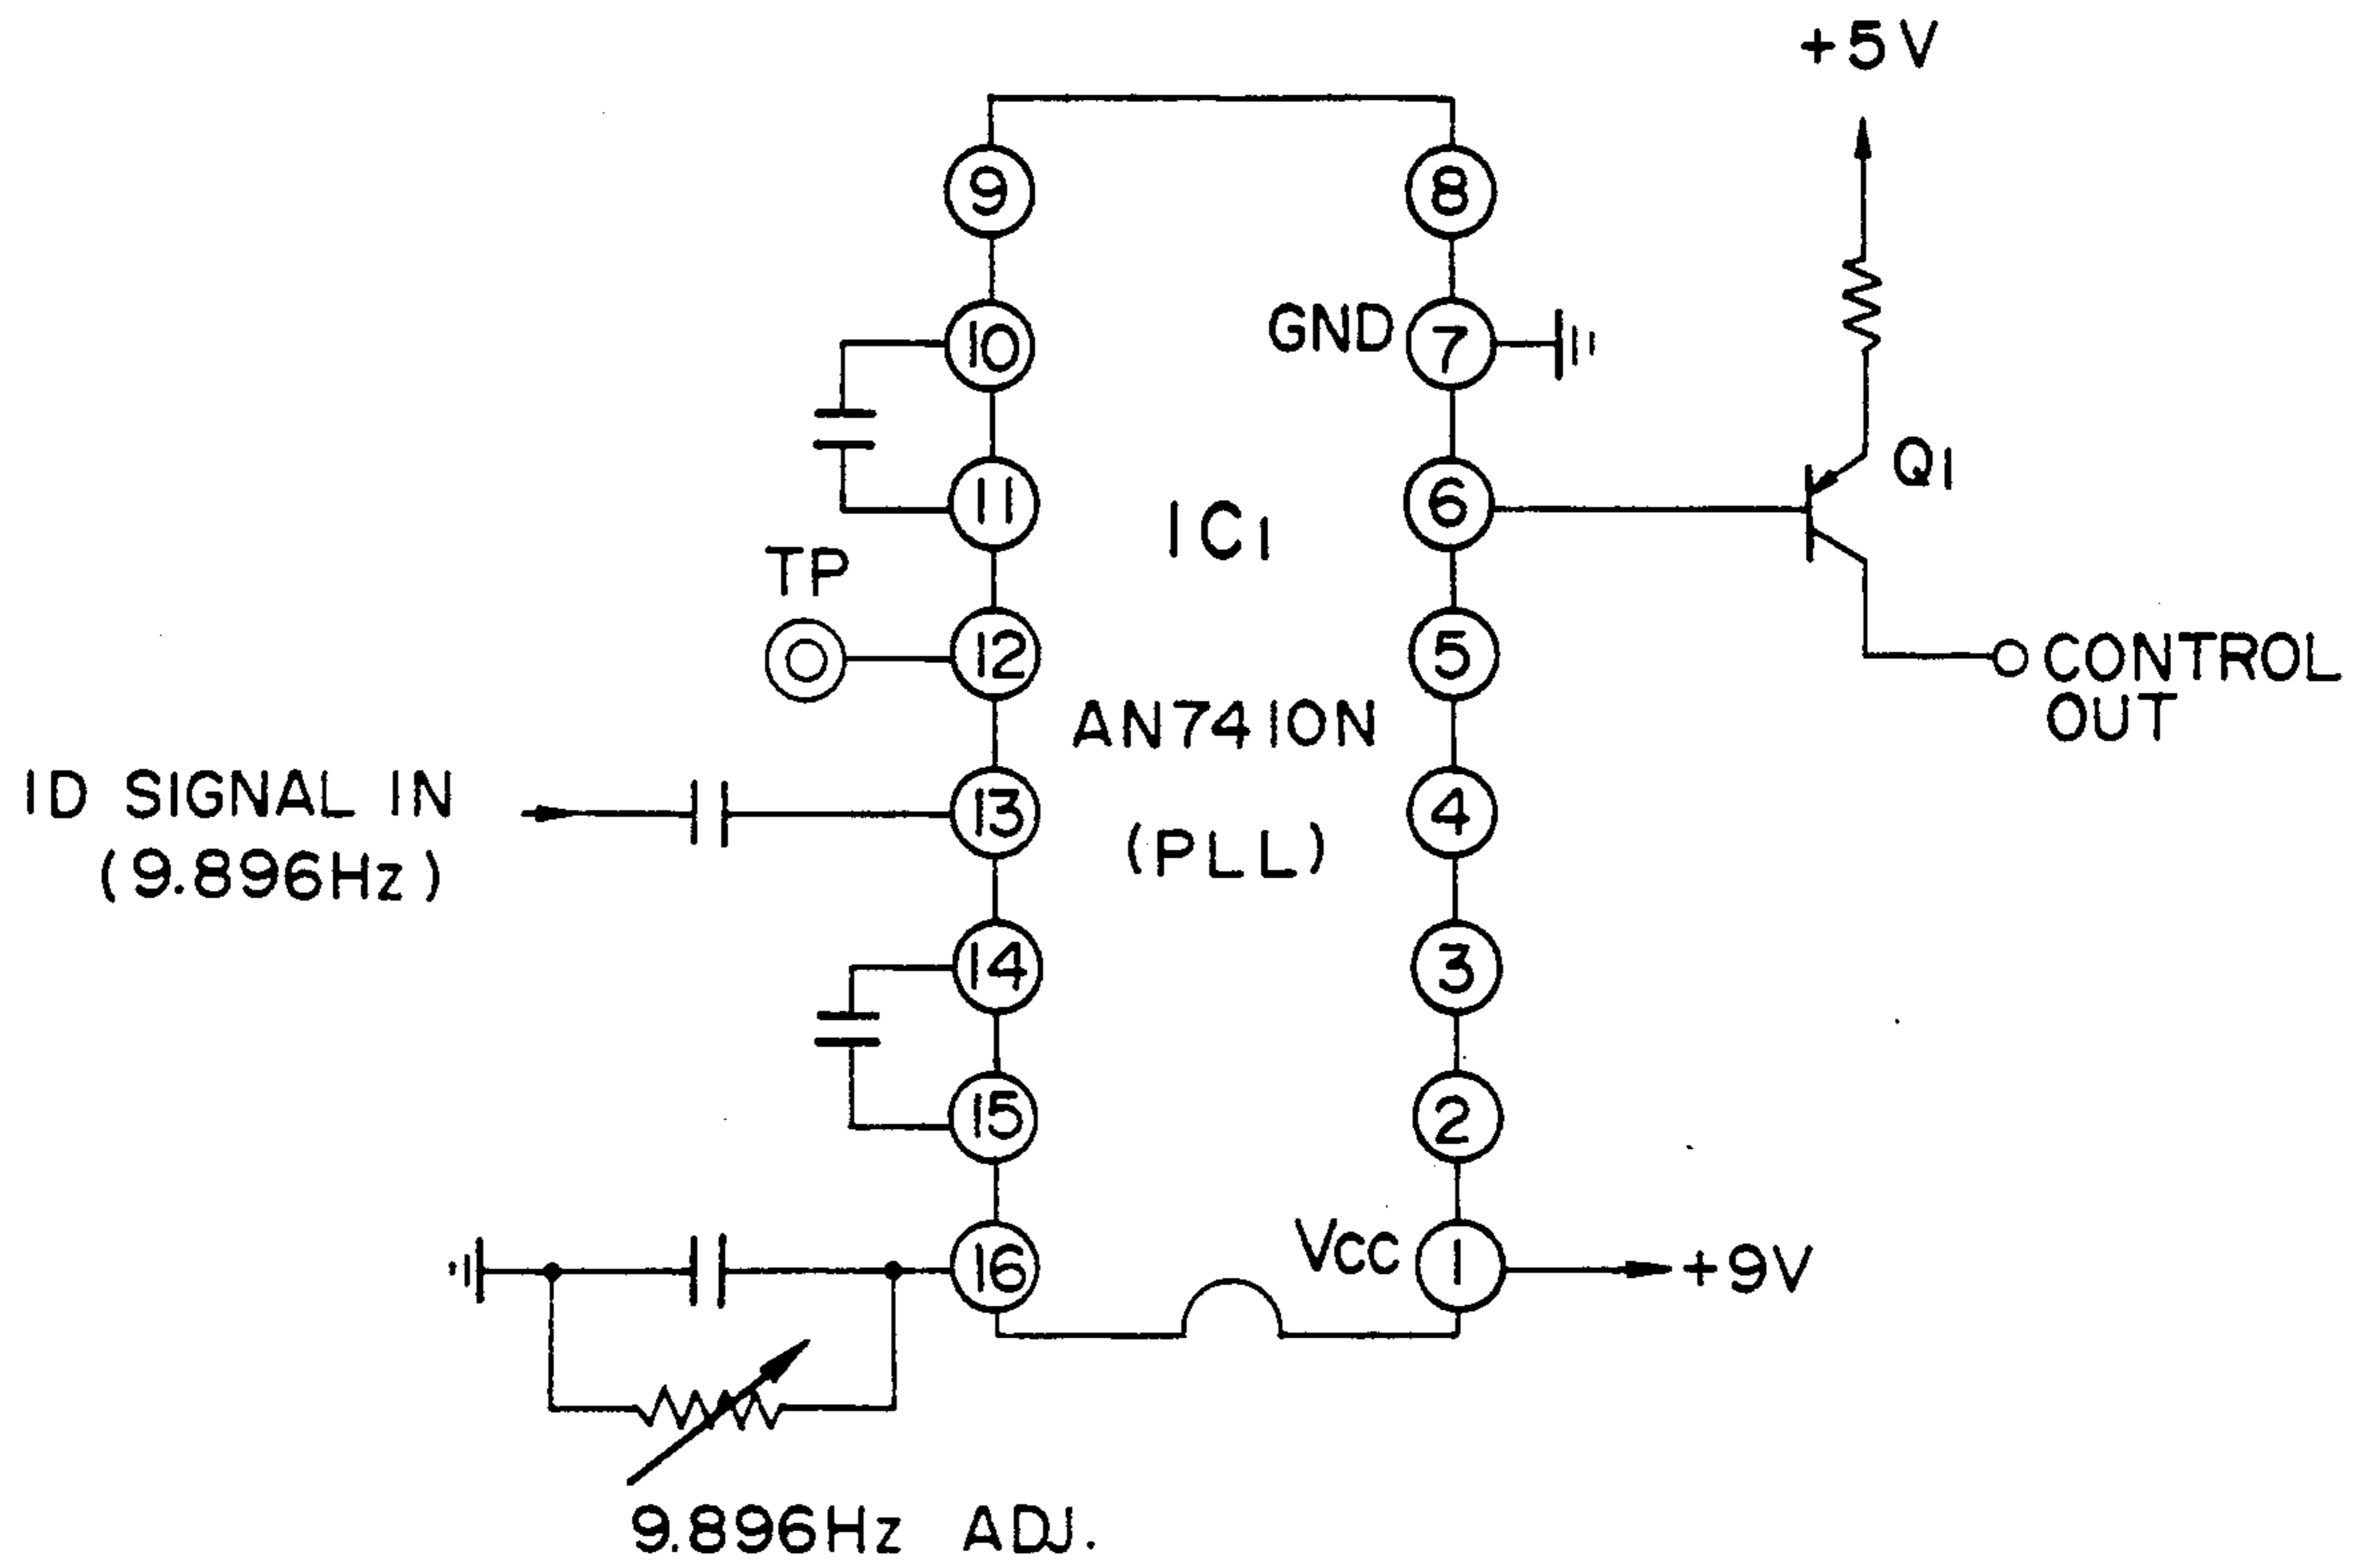 +5V
9
8
GND
10
7
Q1
11
6
IC1
TP
12
5
CONTROL
OUT
AN7410N
ID SIGNAL IN
13
4
(9.896Hz)
(PLL)
14
3
15
2
16
Vcc
1
+9V
9.896Hz ADJ.